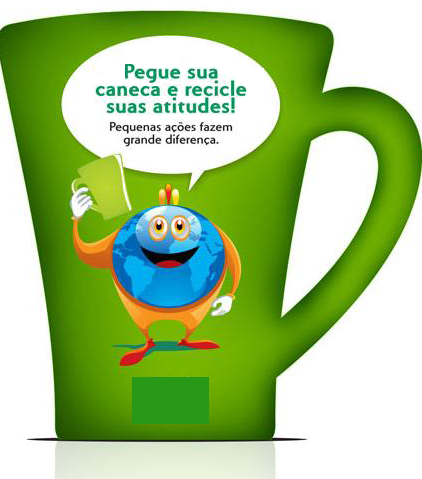 Pegue sua
caneca e recicle
suas atitudes!
Pequenas ações fazem
grande diferença.